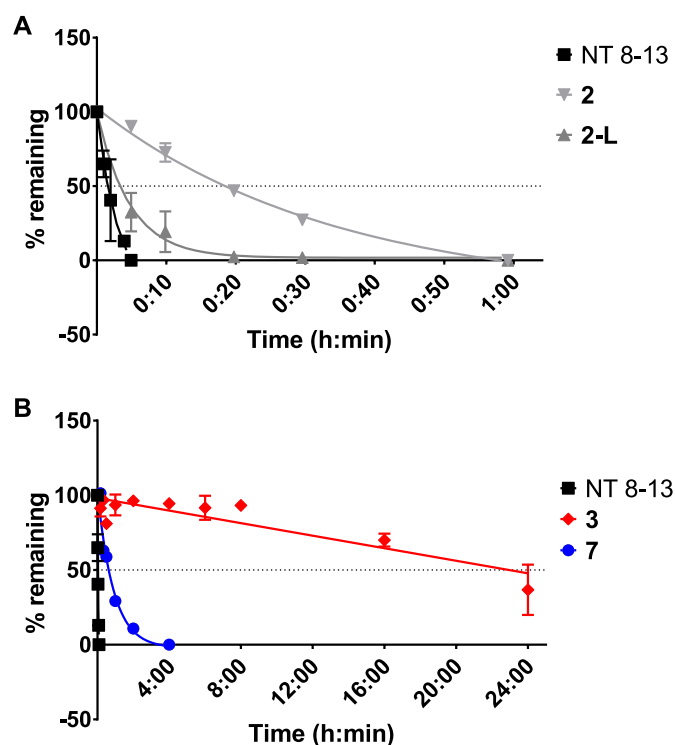 A
150
100
50
0
-50
% remaining
0:10
0:20
0:30
0:40
0:50
1:00
Time (h:min)
NT 8-13
2
2-L
B
150
100
50
0
-50
% remaining
4:00
8:00
12:00
16:00
20:00
24:00
Time (h:min)
NT 8-13
3
7